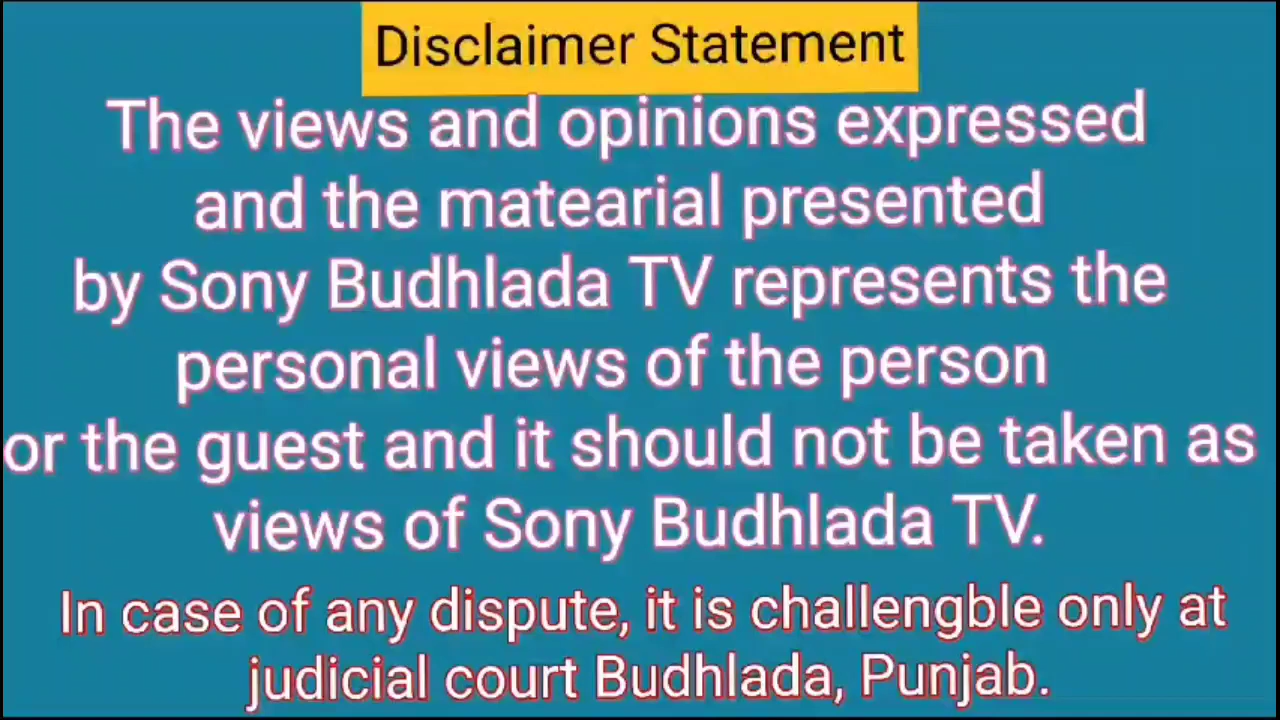 Disclaimer Statement
The views and opinions expressed
and the matearial presented
by Sony Budhlada TV represents the
personal views of the person
or the guest and it should not be taken as
views of Sony Budhlada TV.
In case of any dispute, it is challengble only at
judicial court Budhlada, Punjab.